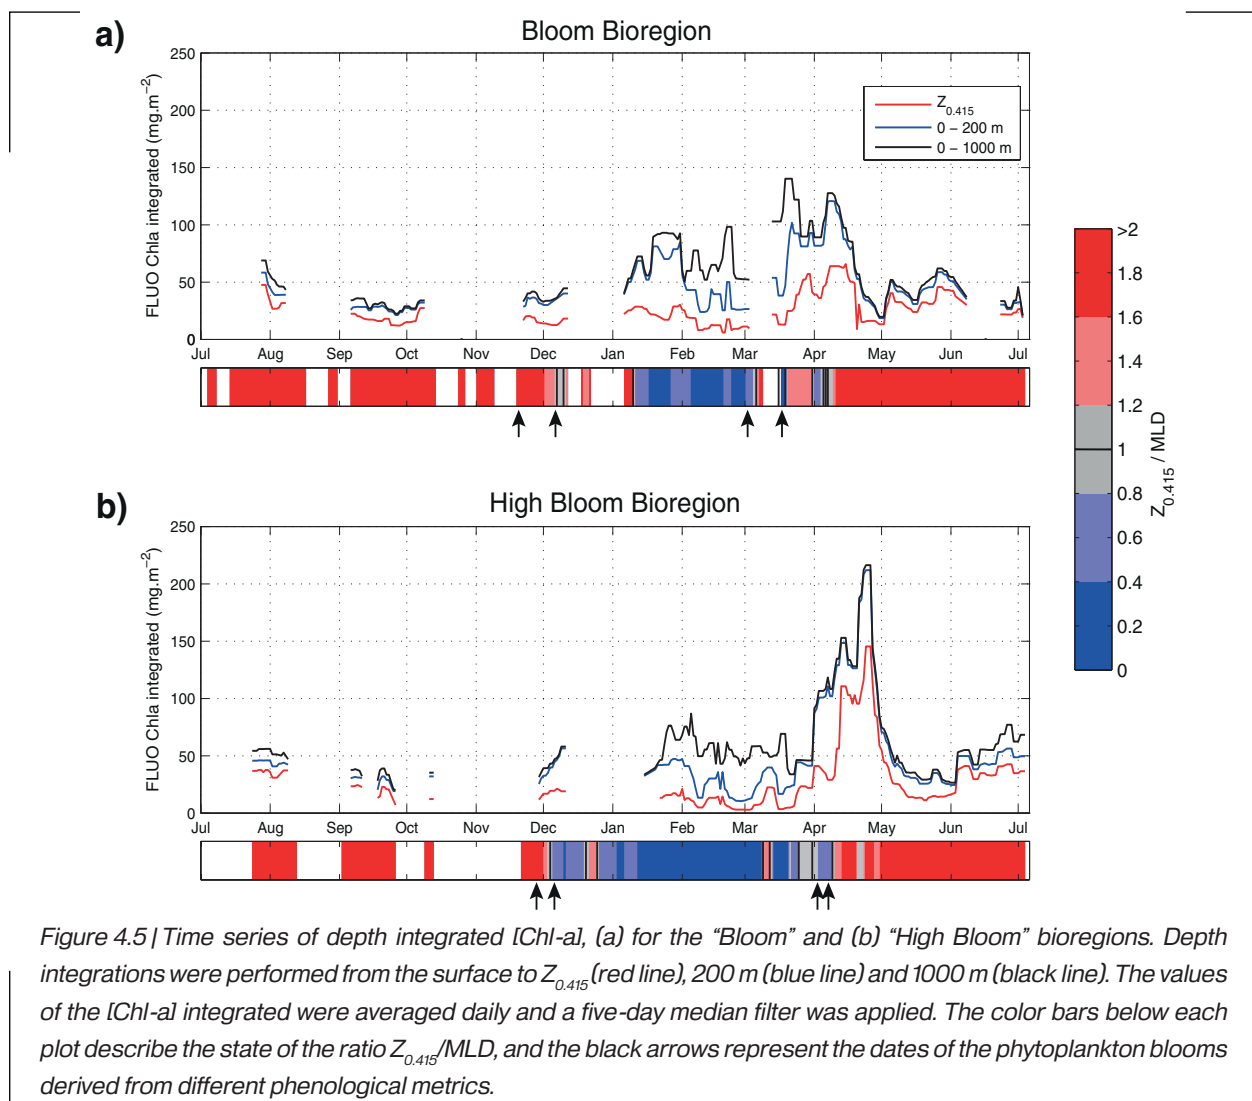 a)
Bloom Bioregion
FLUO Chla integrated (mg.m−2)
250
200
150
100
50
0
Z0.415
0 − 200 m
0 − 1000 m
Jul Aug Sep Oct Nov Dec Jan Feb Mar Apr May Jun Jul
b)
High Bloom Bioregion
FLUO Chla integrated (mg.m−2)
250
200
150
100
50
0
Jul Aug Sep Oct Nov Dec Jan Feb Mar Apr May Jun Jul
>2
1.8
1.6
1.4
1.2
1
0.8
0.6
0.4
0.2
0
Z0.415 / MLD
Figure 4.5 | Time series of depth integrated [Chl-a], (a) for the “Bloom” and (b) “High Bloom” bioregions. Depth
integrations were performed from the surface to Z0.415 (red line), 200 m (blue line) and 1000 m (black line). The values
of the [Chl-a] integrated were averaged daily and a five-day median filter was applied. The color bars below each
plot describe the state of the ratio Z0.415/MLD, and the black arrows represent the dates of the phytoplankton blooms
derived from different phenological metrics.